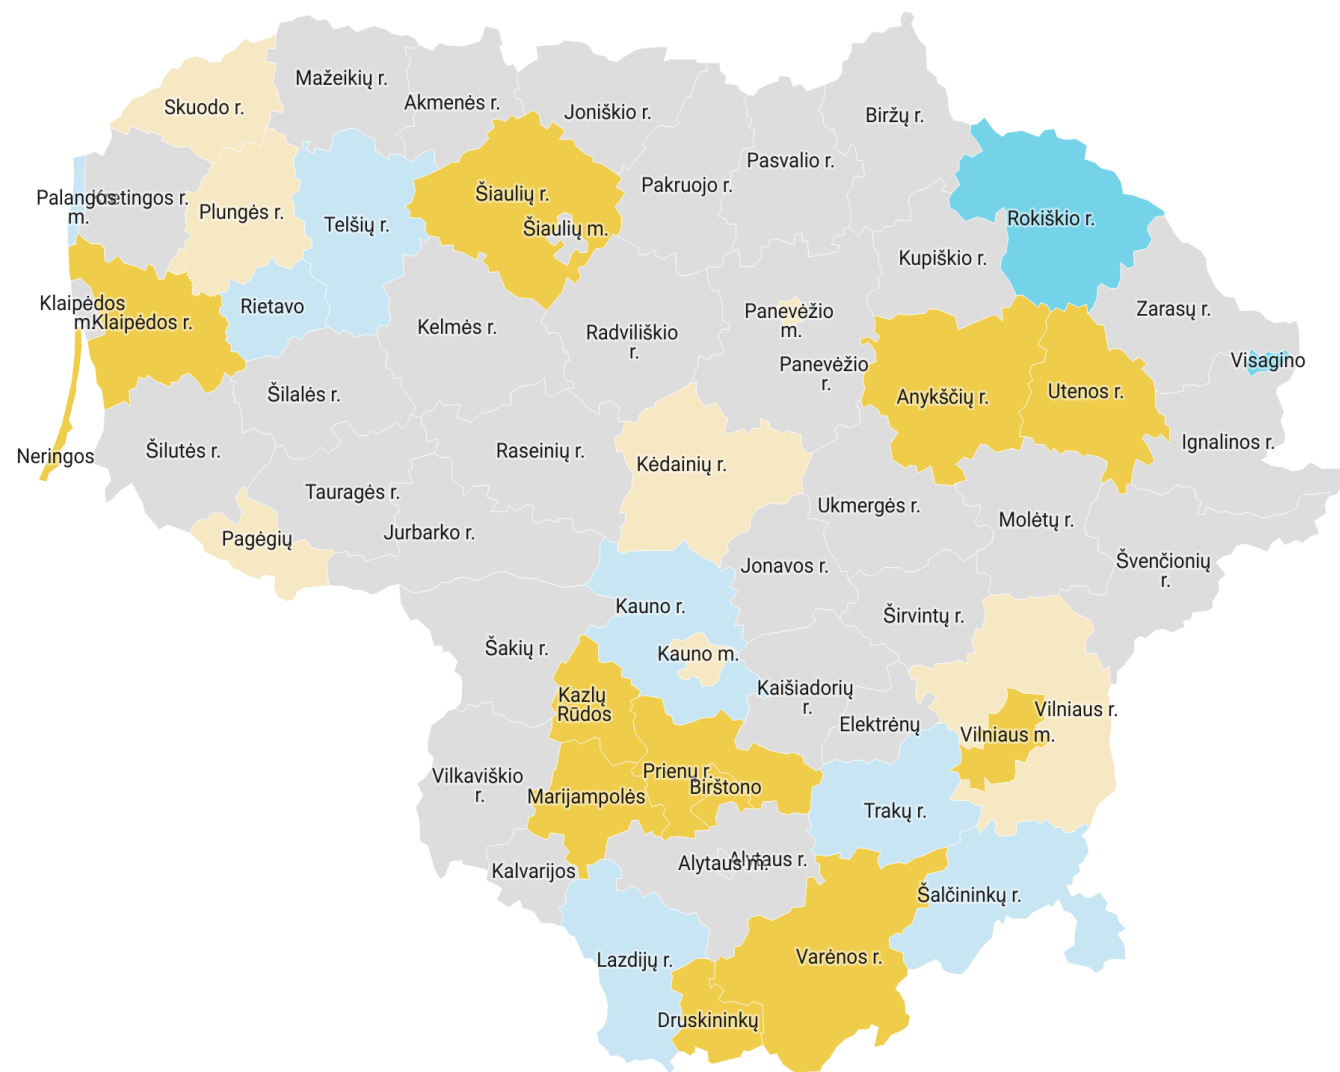 Mažeikių r.
Akmenės r.
Skuodo r.
Joniškio r.
Biržų r.
Pasvalio r.
Pakruojo r.
Šiaulių r.
Palangos
m.
Kretingos r.
Plungės r.
Telšių r.
Šiaulių m.
Rokiškio r.
Kupiškio r.
Klaipėdos
m.
Klaipėdos r.
Rietavo
Kelmės r.
Radviliškio
r.
Panevėžio
m.
Panevėžio
r.
Zarasų r.
Visagino
Anykščių r.
Utenos r.
Šilalės r.
Ignalinos r.
Neringos
Šilutės r.
Raseinių r.
Kėdainių r.
Tauragės r.
Ukmergės r.
Molėtų r.
Pagėgių
Jurbarko r.
Jonavos r.
Švenčionių
r.
Kauno r.
Širvintų r.
Šakių r.
Kauno m.
Kazlų
Rūdos
Kaišiadorių
r.
Elektrėnų
Vilniaus r.
Vilniaus m.
Vilkaviškio
r.
Prienų r.
Birštono
Marijampolės
Trakų r.
Kalvarijos
Alytaus m.
Alytaus r.
Šalčininkų r.
Lazdijų r.
Varėnos r.
Druskininkų